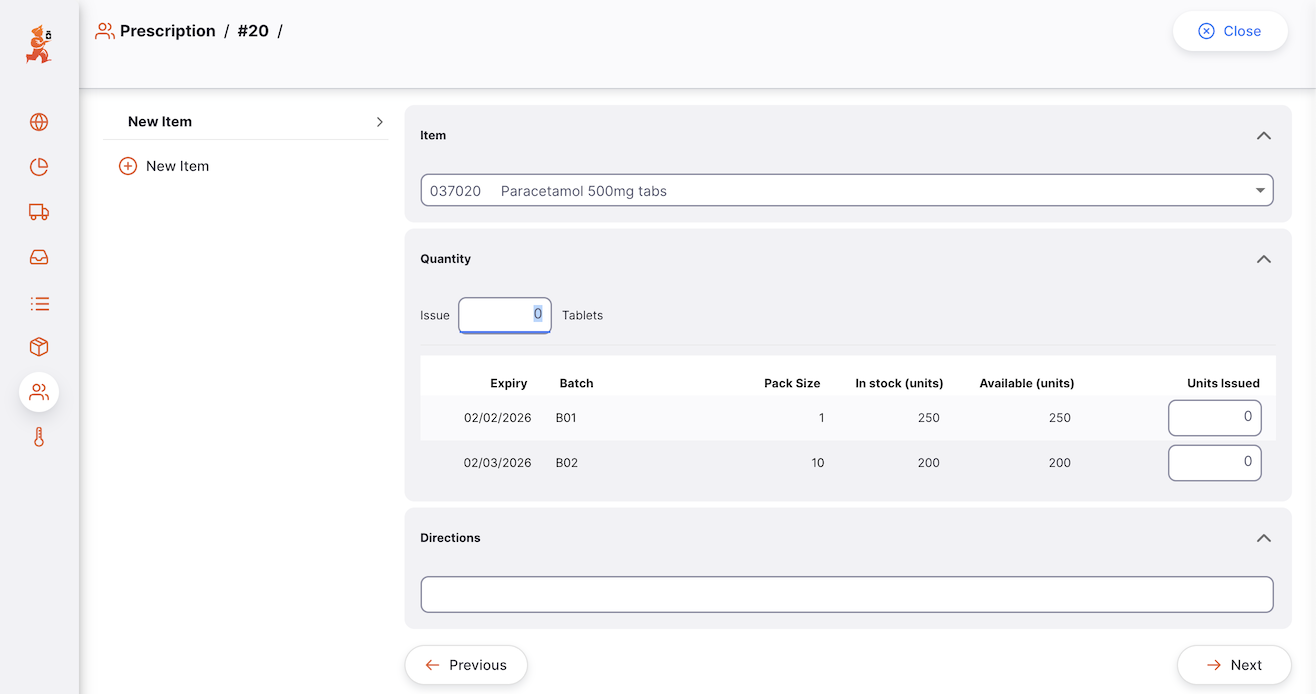 Prescription / #20 /
Close
New Item
New Item
Item
037020 Paracetamol 500mg tabs
Quantity
Issue 0 Tablets
Expiry Batch Pack Size In stock (units) Available (units) Units Issued
02/02/2026 B01 1 250 250 0
02/03/2026 B02 10 200 200 0
Directions
Previous
Next